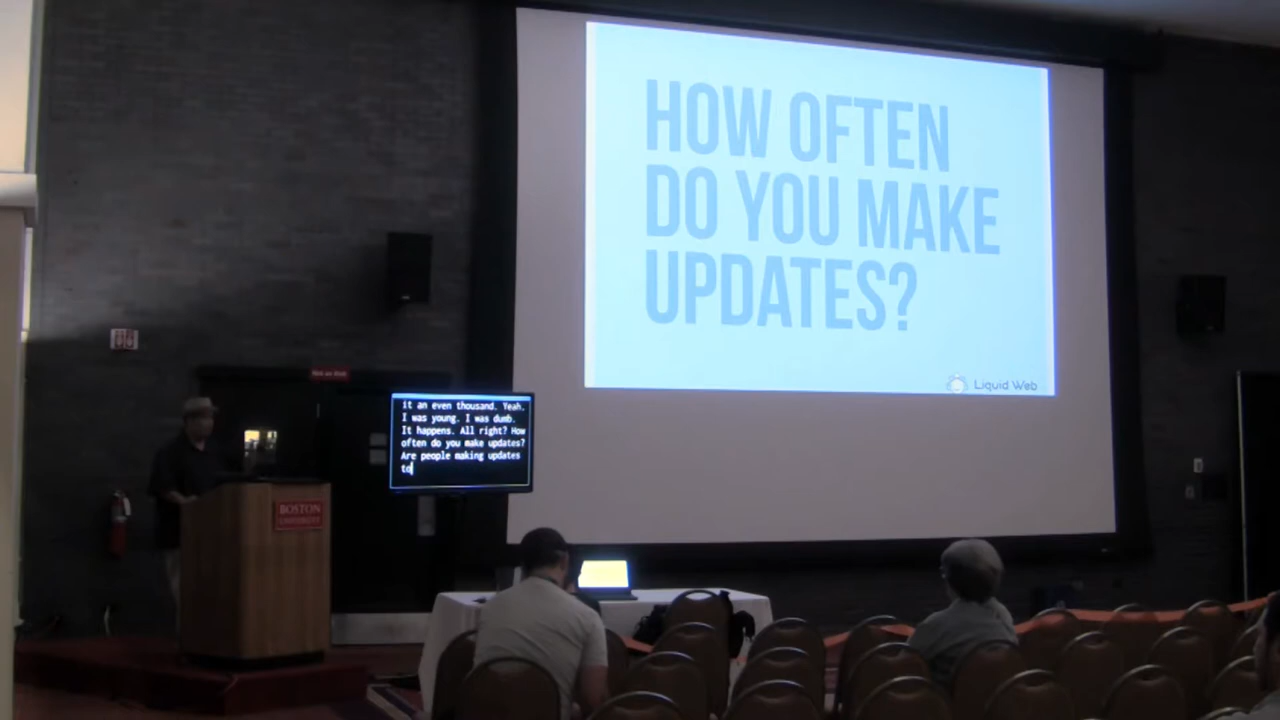 HOW OFTEN
DO YOU MAKE
UPDATES?
Liquid Web
it an even thousand. Yeah.
I was young. I was dumb.
It happens. All right? How
often do you make updates?
Are people making updates
to
BOSTON
UNIVERSITY